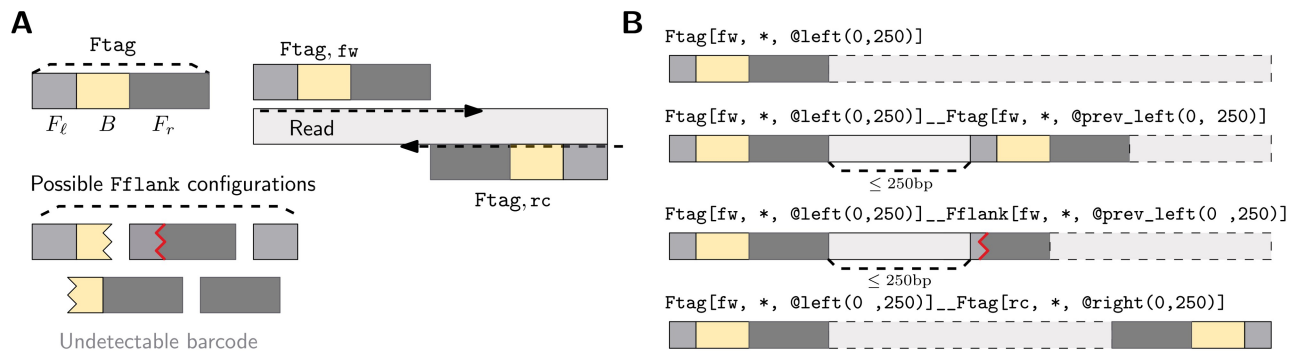 A
Ftag
Fℓ B Fr
Ftag, fw
Read
Ftag, rc
Possible Fflank configurations
Undetectable barcode
B
Ftag[fw, *, @left(0,250)]
Ftag[fw, *, @left(0,250)]__Ftag[fw, *, @prev_left(0, 250)]
≤ 250bp
Ftag[fw, *, @left(0,250)]__Fflank[fw, *, @prev_left(0 ,250)]
≤ 250bp
Ftag[fw, *, @left(0 ,250)]__Ftag[rc, *, @right(0,250)]